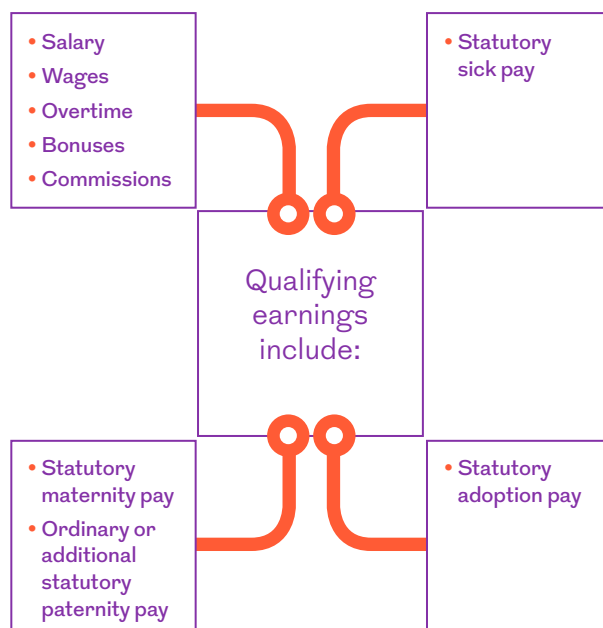 • Salary
• Wages
• Overtime
• Bonuses
• Commissions
• Statutory
sick pay
Qualifying
earnings
include:
• Statutory
maternity pay
• Ordinary or
additional
statutory
paternity pay
• Statutory
adoption pay